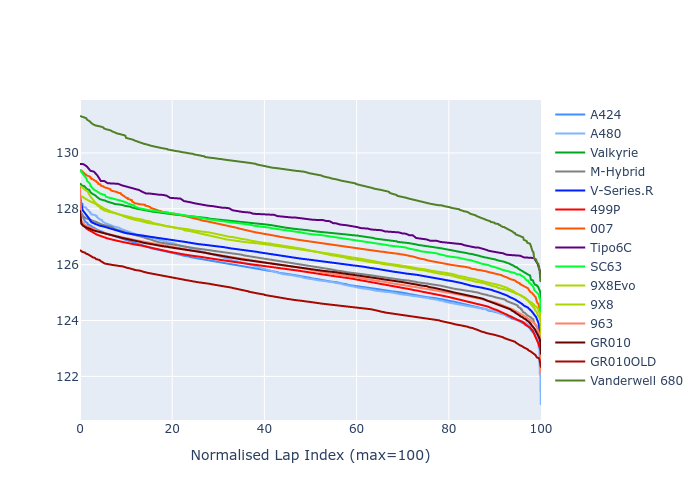 130
128
126
124
122
0 20 40 60 80 100
Normalised Lap Index (max=100)
A424
A480
Valkyrie
M-Hybrid
V-Series.R
499P
007
Tipo6C
SC63
9X8Evo
9X8
963
GR010
GR010OLD
Vanderwell 680